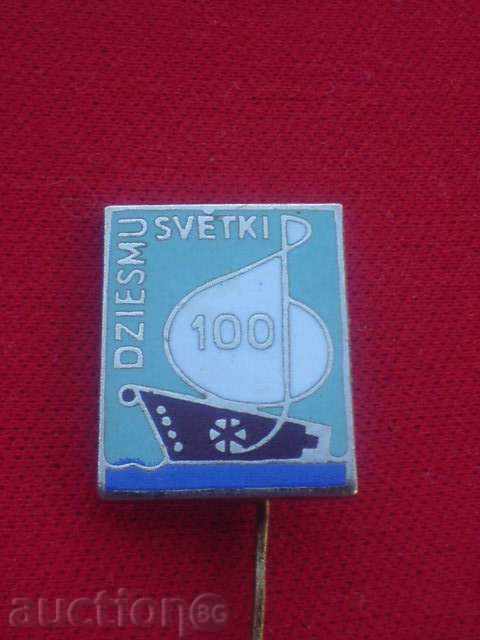 DZIESMU
SVĒTKI
100
auction BG